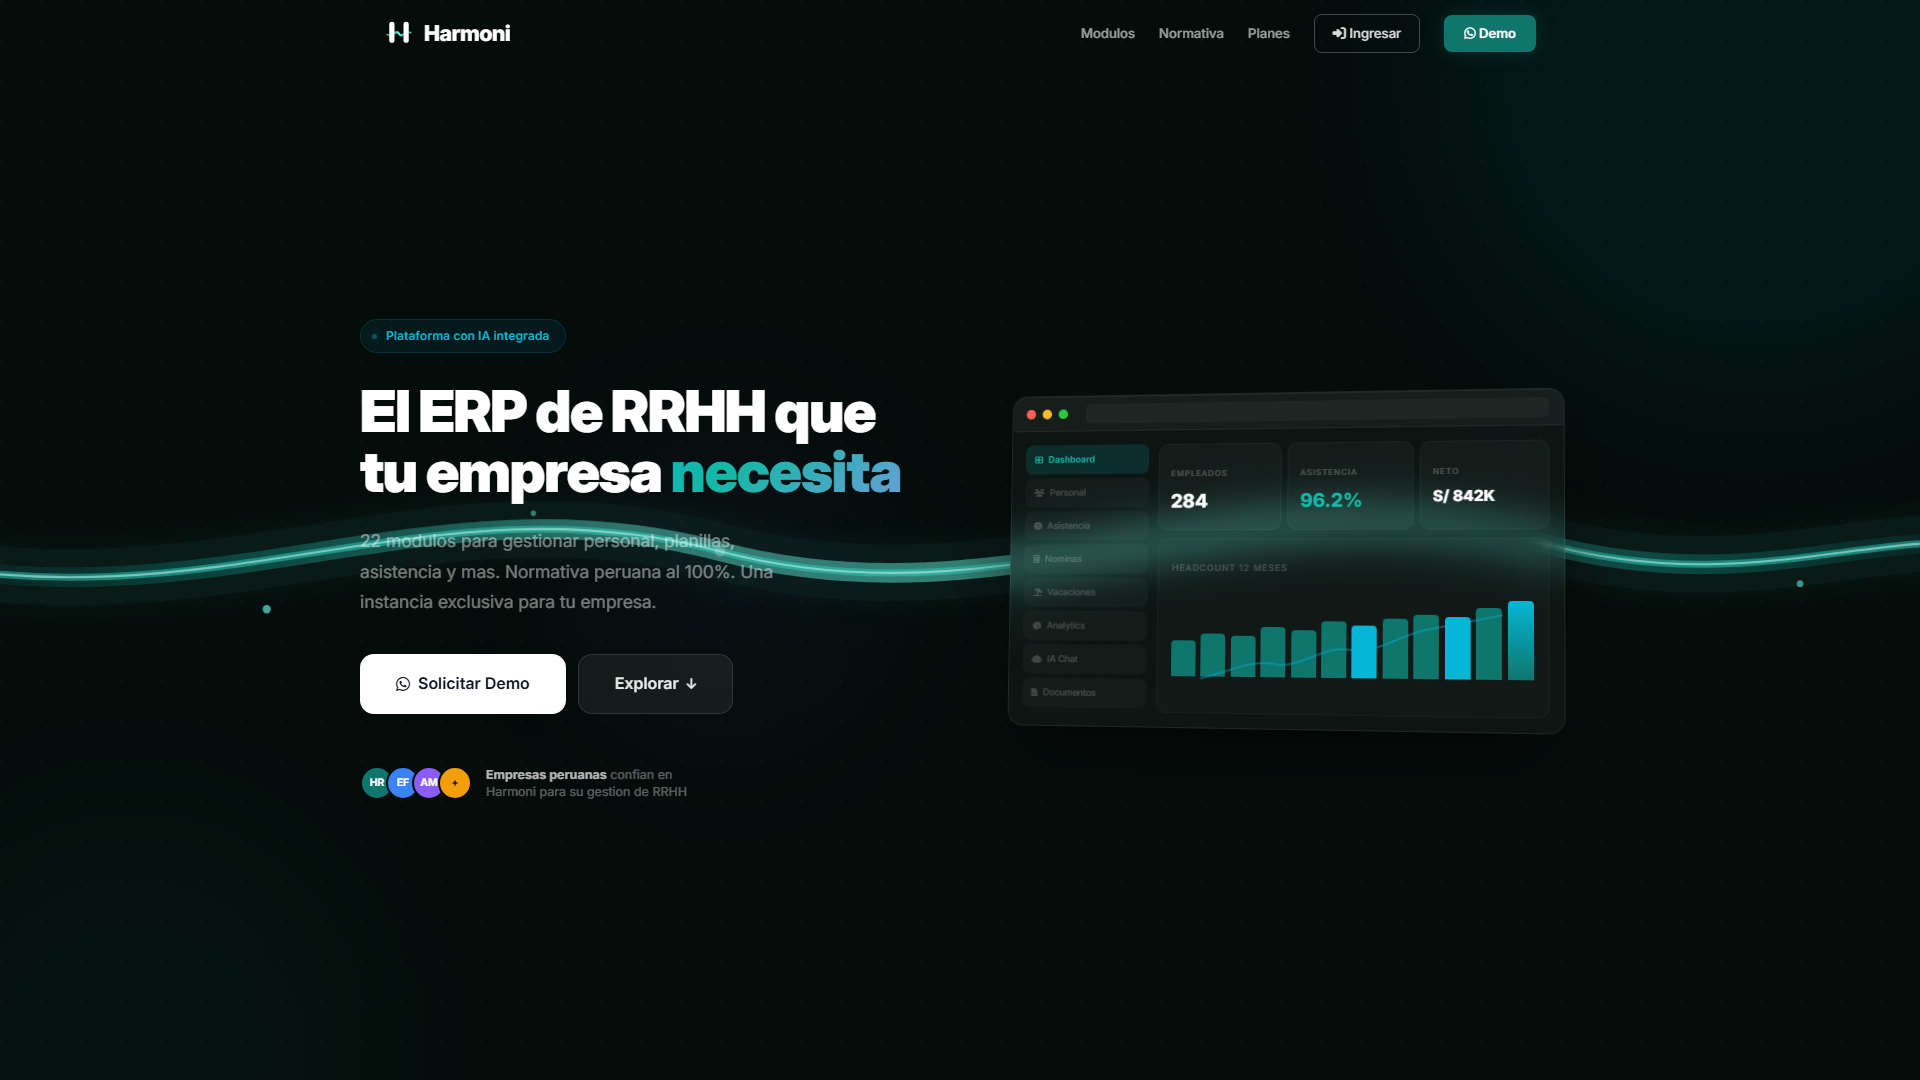 Harmoni
Modulos
Normativa
Planes
Ingresar
Demo
Plataforma con IA integrada
El ERP de RRHH que
tu empresa necesita
22 modulos para gestionar personal, planillas,
asistencia y mas. Normativa peruana al 100%. Una
instancia exclusiva para tu empresa.
Solicitar Demo
Explorar ↓
HR
EF
AM
Empresas peruanas confian en
Harmoni para su gestion de RRHH
Dashboard
Personal
Asistencia
Nominas
Vacaciones
Analytics
IA Chat
Documentos
EMPLEADOS
284
ASISTENCIA
96.2%
NETO
S/ 842K
HEADCOUNT 12 MESES